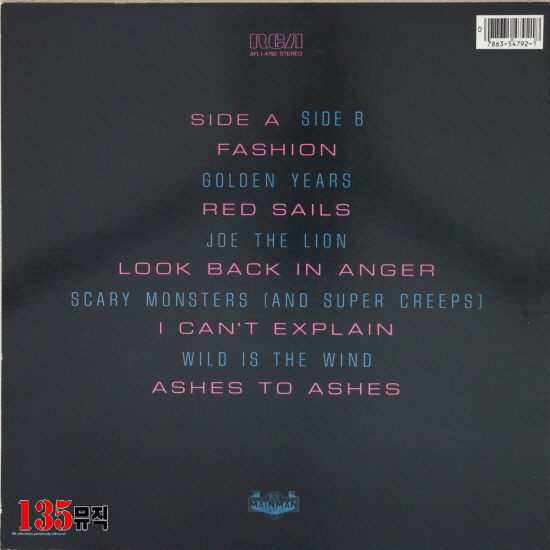 RCA
AFL1-4792 STEREO
0 7863-54792-1
SIDE A SIDE B
FASHION
GOLDEN YEARS
RED SAILS
JOE THE LION
LOOK BACK IN ANGER
SCARY MONSTERS (AND SUPER CREEPS)
I CAN'T EXPLAIN
WILD IS THE WIND
ASHES TO ASHES
MAINMAN
135뮤직